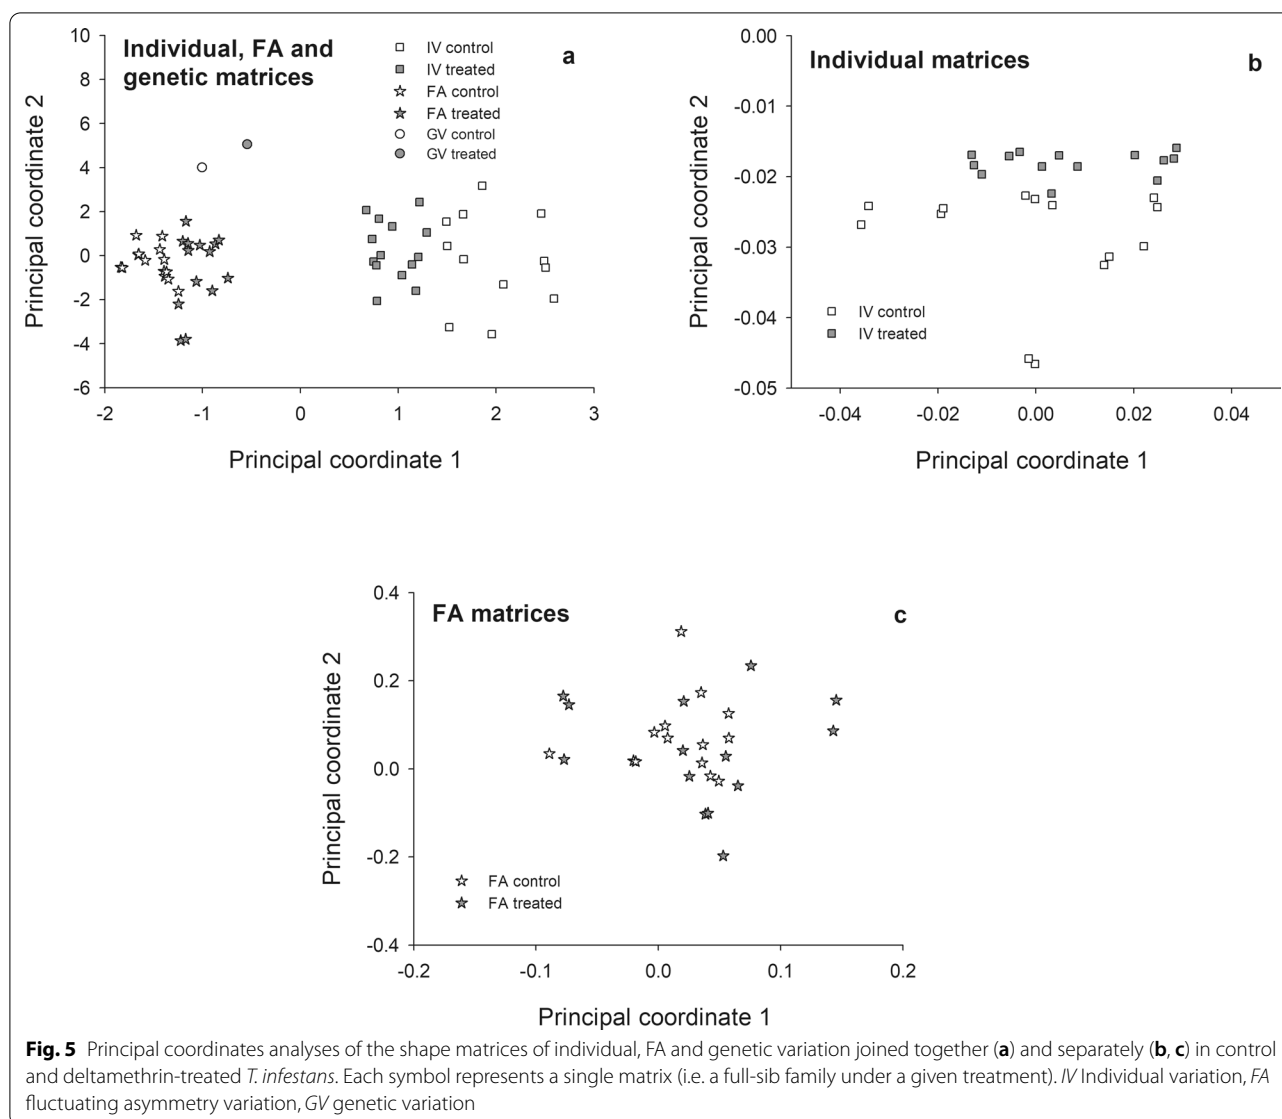 Individual, FA and
genetic matrices
a
IV control
IV treated
FA control
FA treated
GV control
GV treated
10
8
6
4
2
0
-2
-4
-6
Principal coordinate 2
-2
-1
0
1
2
3
Principal coordinate 1
Individual matrices
b
0.00
-0.01
-0.02
-0.03
-0.04
-0.05
Principal coordinate 2
IV control
IV treated
-0.04
-0.02
0.00
0.02
0.04
Principal coordinate 1
FA matrices
c
0.4
0.2
0.0
-0.2
-0.4
Principal coordinate 2
FA control
FA treated
-0.2
-0.1
0.0
0.1
0.2
Principal coordinate 1
Fig. 5 Principal coordinates analyses of the shape matrices of individual, FA and genetic variation joined together (a) and separately (b, c) in control
and deltamethrin-treated T. infestans. Each symbol represents a single matrix (i.e. a full-sib family under a given treatment). IV Individual variation, FA
fluctuating asymmetry variation, GV genetic variation